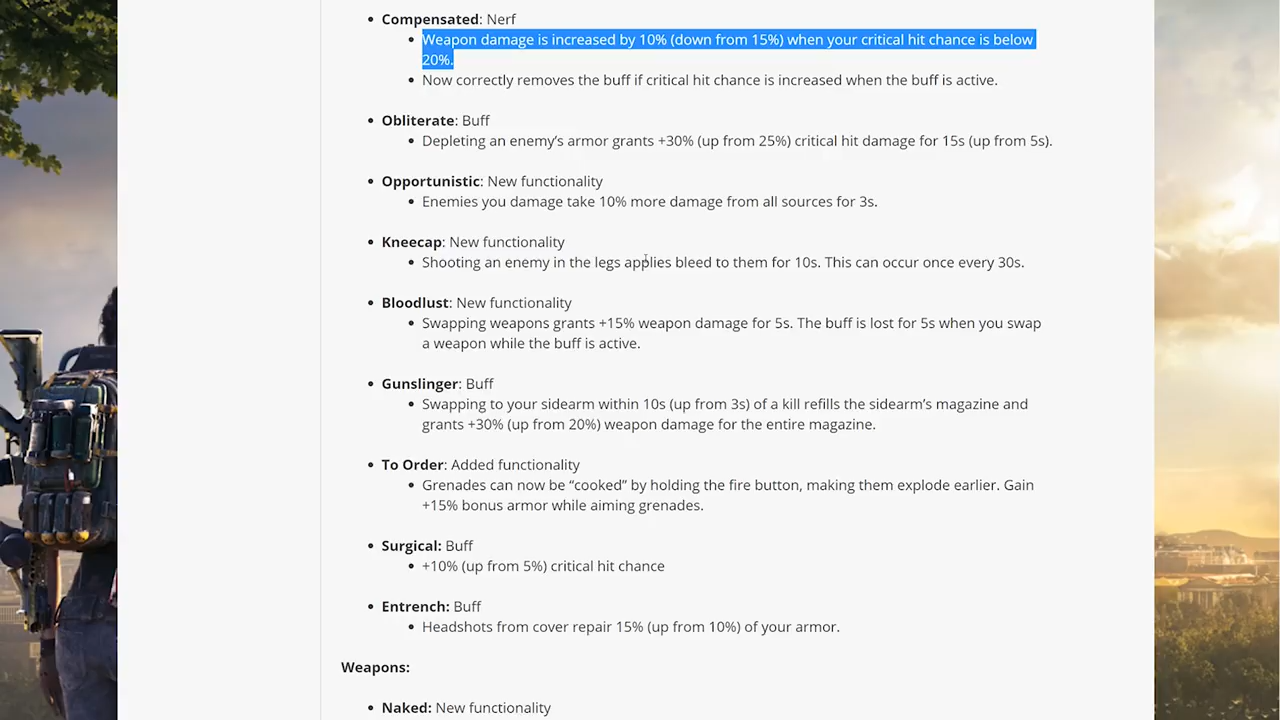 Compensated: Nerf
Weapon damage is increased by 10% (down from 15%) when your critical hit chance is below
20%.
Now correctly removes the buff if critical hit chance is increased when the buff is active.
Obliterate: Buff
Depleting an enemy’s armor grants +30% (up from 25%) critical hit damage for 15s (up from 5s).
Opportunistic: New functionality
Enemies you damage take 10% more damage from all sources for 3s.
Kneecap: New functionality
Shooting an enemy in the legs applies bleed to them for 10s. This can occur once every 30s.
Bloodlust: New functionality
Swapping weapons grants +15% weapon damage for 5s. The buff is lost for 5s when you swap
a weapon while the buff is active.
Gunslinger: Buff
Swapping to your sidearm within 10s (up from 3s) of a kill refills the sidearm’s magazine and
grants +30% (up from 20%) weapon damage for the entire magazine.
To Order: Added functionality
Grenades can now be “cooked” by holding the fire button, making them explode earlier. Gain
+15% bonus armor while aiming grenades.
Surgical: Buff
+10% (up from 5%) critical hit chance
Entrench: Buff
Headshots from cover repair 15% (up from 10%) of your armor.
Weapons:
Naked: New functionality